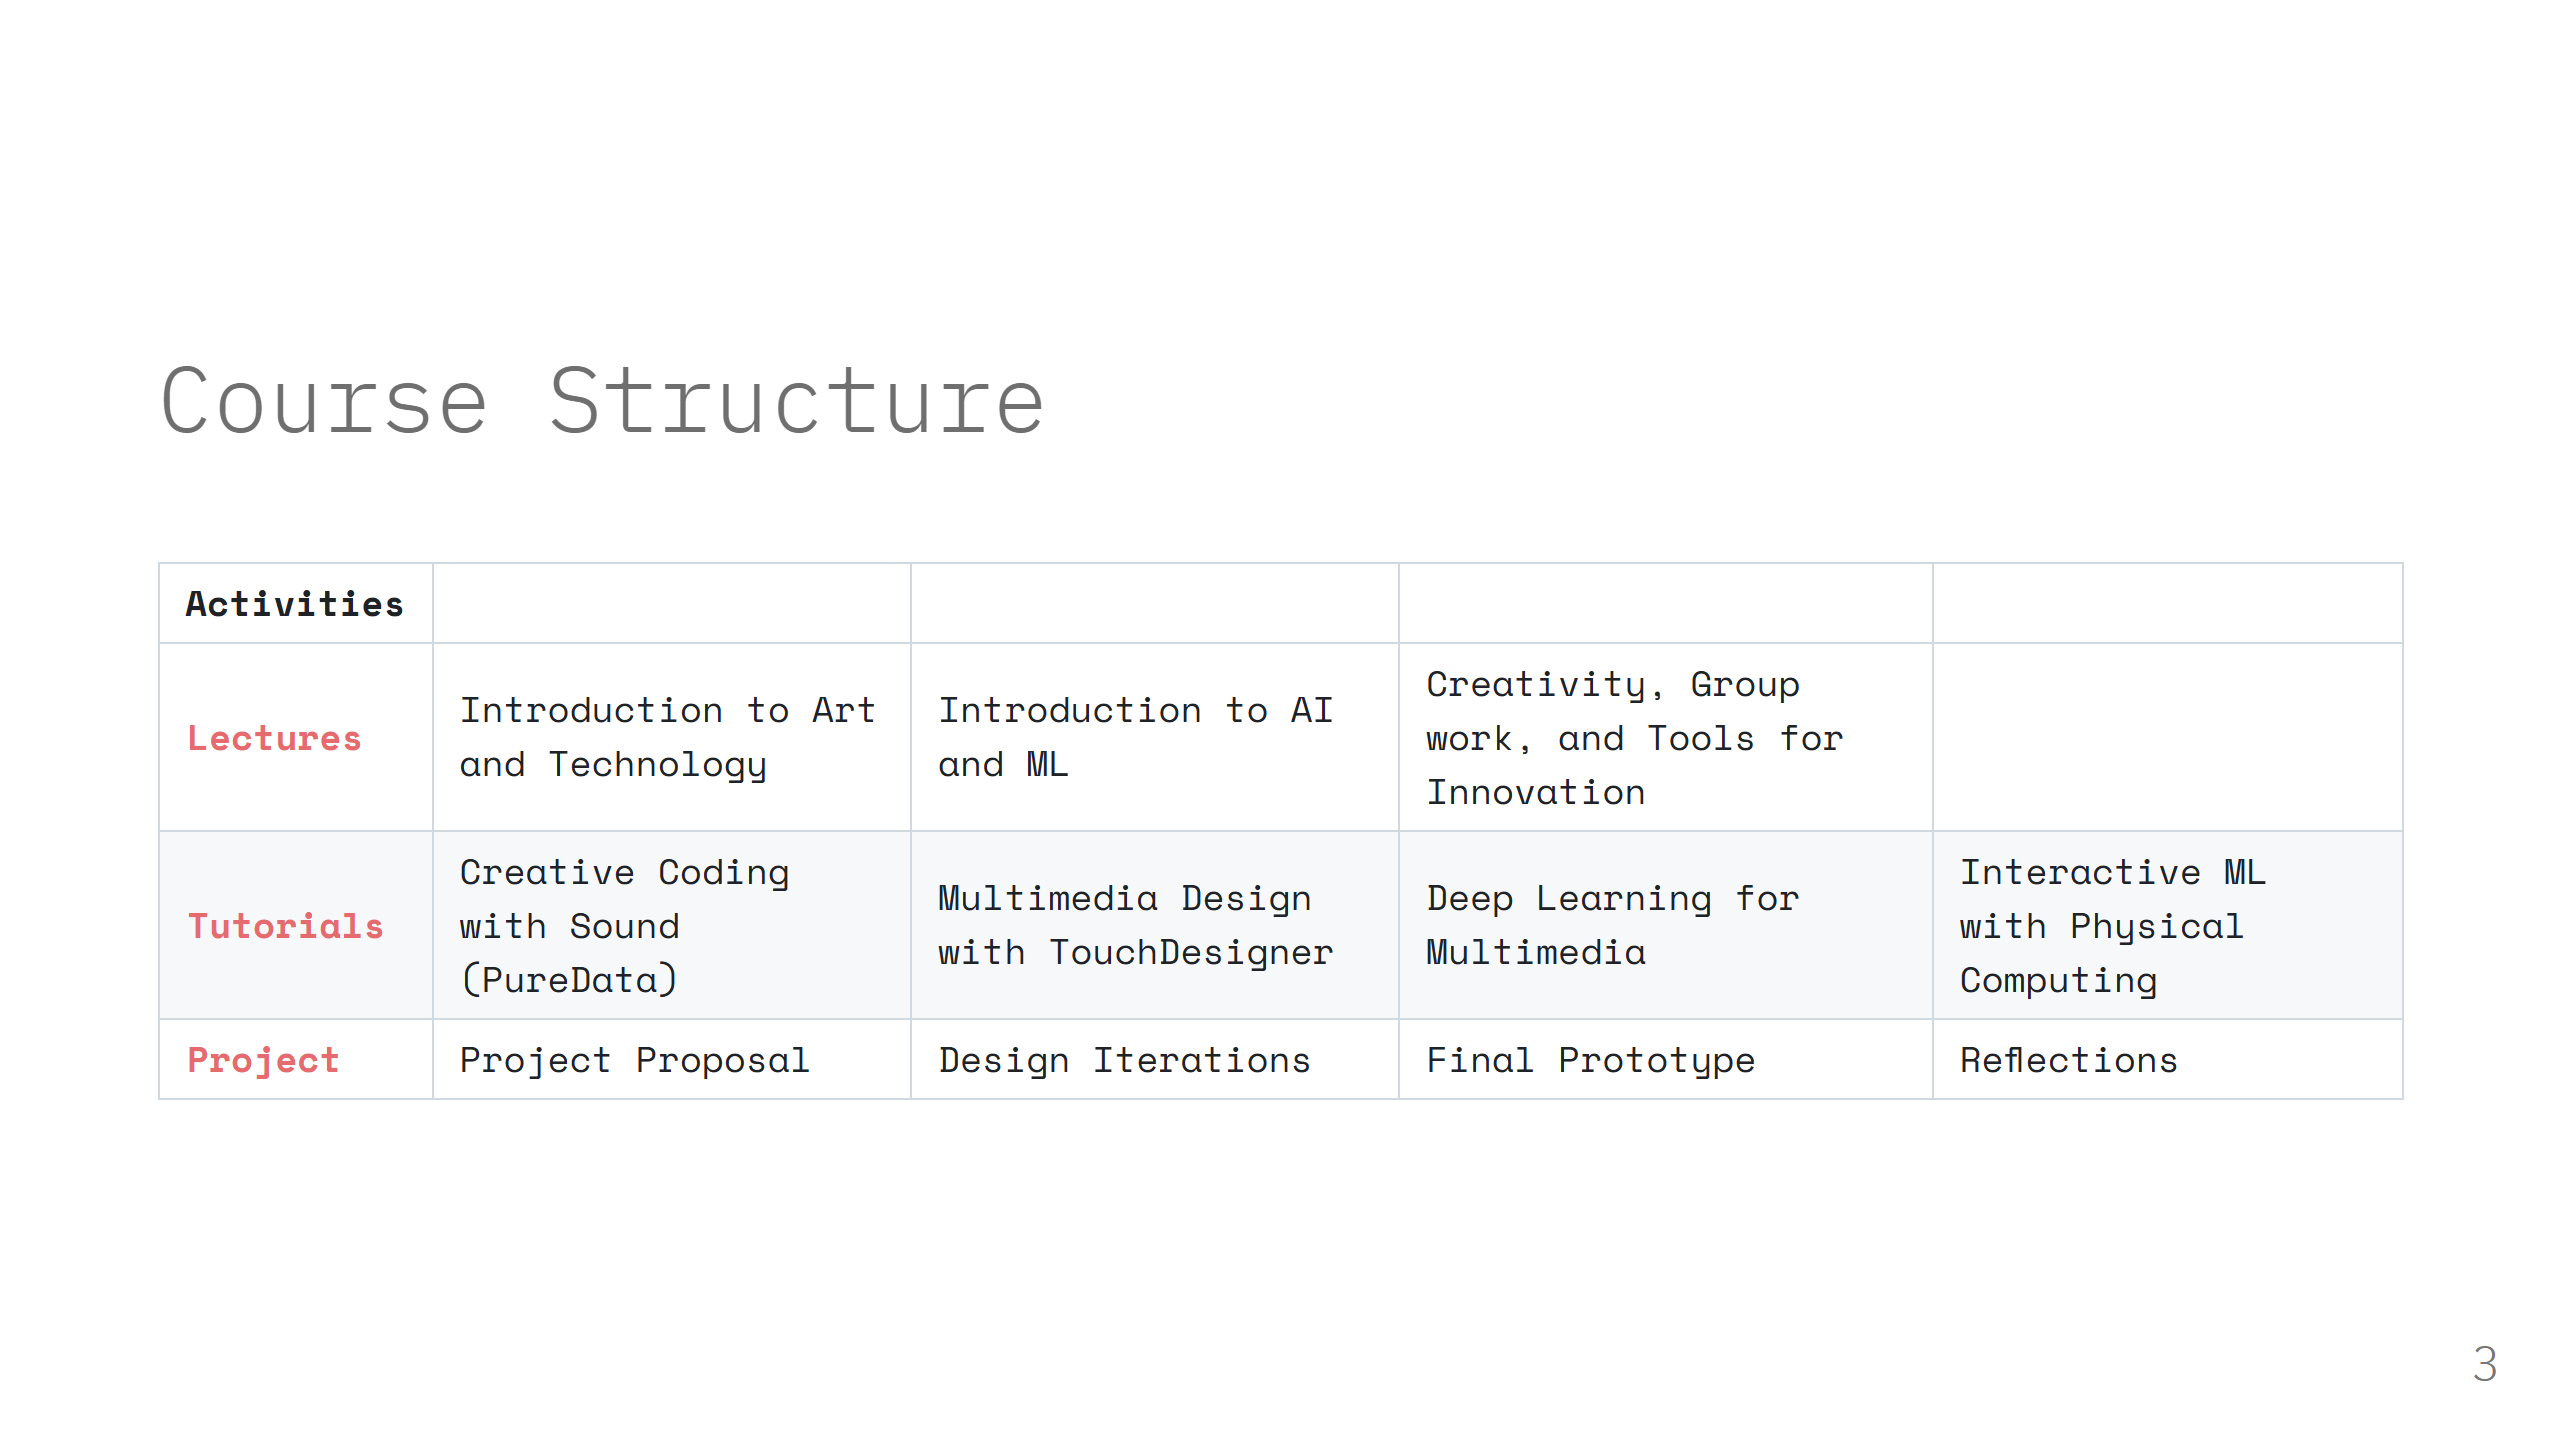 Course Structure
Activities
Lectures
Introduction to Art
and Technology
Introduction to AI
and ML
Creativity, Group
work, and Tools for
Innovation
Tutorials
Creative Coding
with Sound
(PureData)
Multimedia Design
with TouchDesigner
Deep Learning for
Multimedia
Interactive ML
with Physical
Computing
Project
Project Proposal
Design Iterations
Final Prototype
Reflections
3